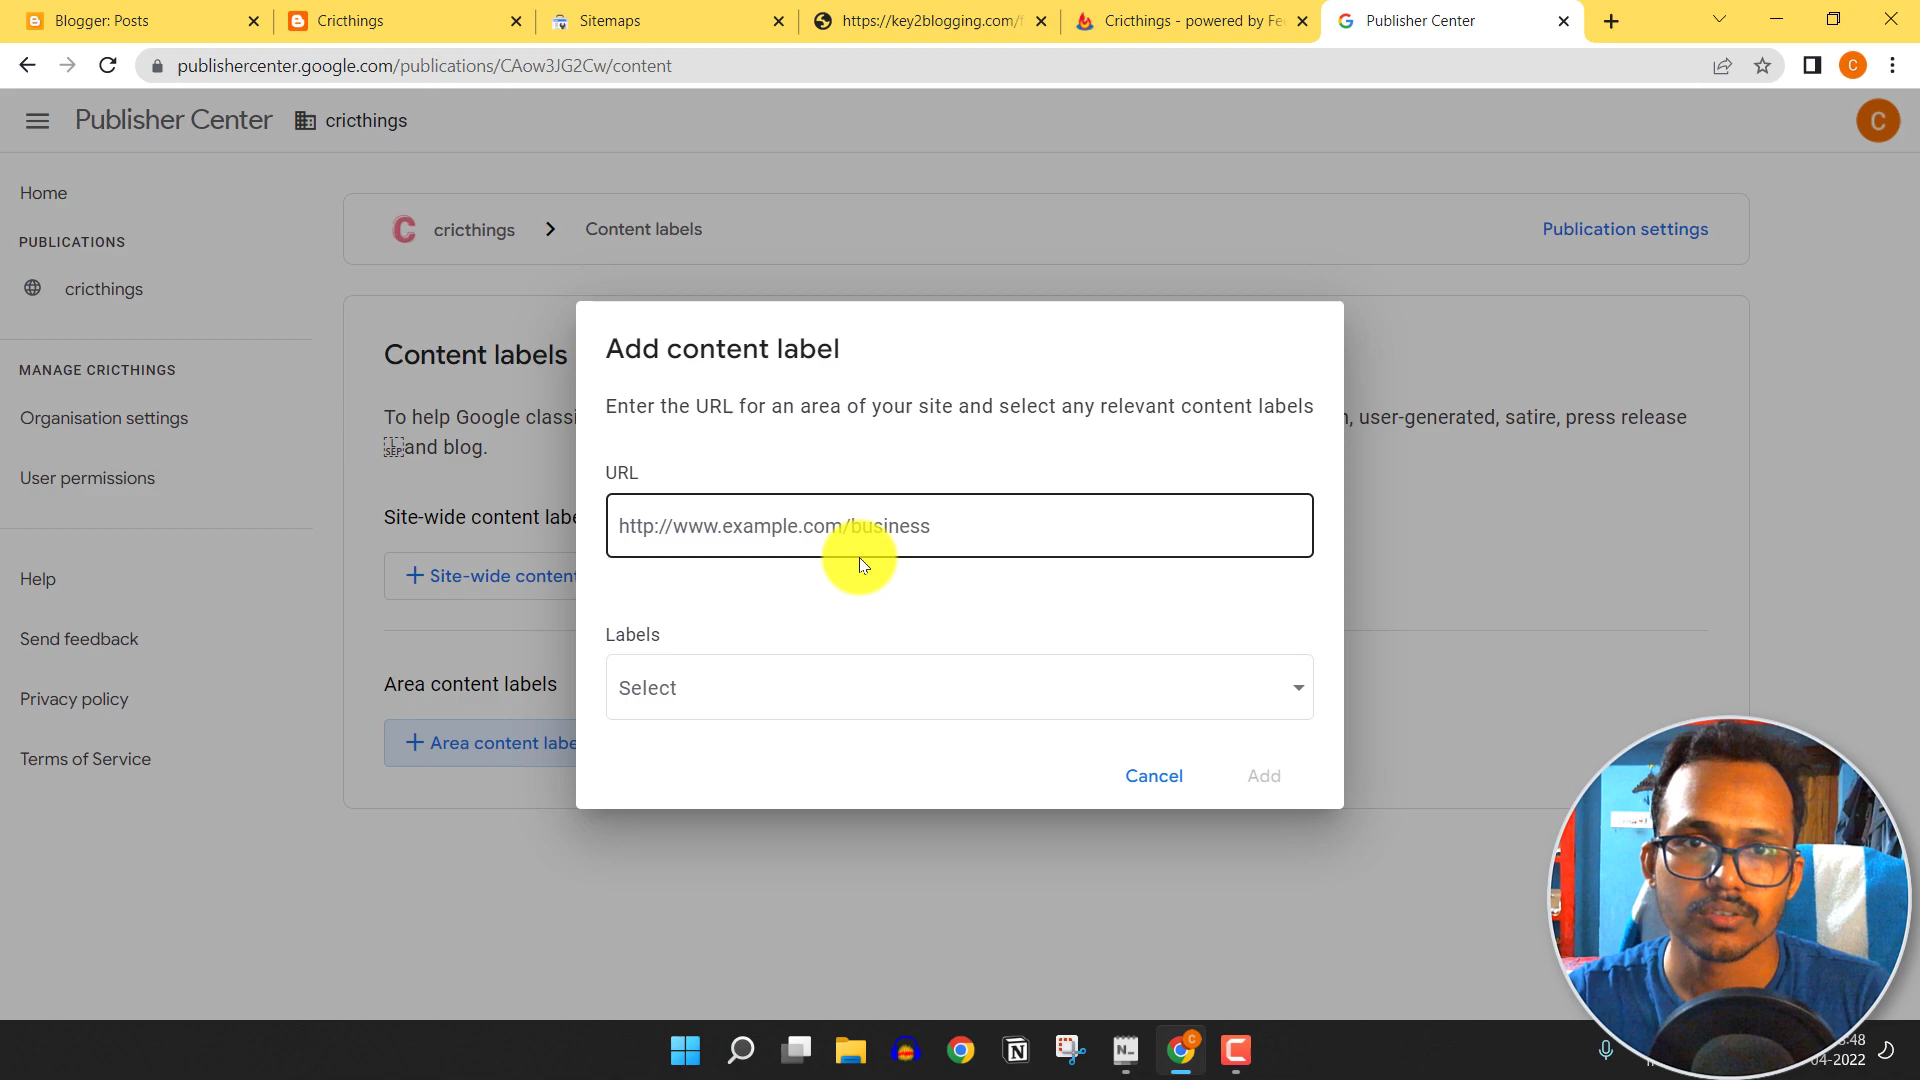 Blogger: Posts
Cricthings
Sitemaps
https://key2blogging.com/f
Cricthings - powered by Fe
Publisher Center
publishercenter.google.com/publications/CAow3JG2Cw/content
C
Publisher Center
cricthings
C
Home
PUBLICATIONS
cricthings
MANAGE CRICTHINGS
Organisation settings
User permissions
Help
Send feedback
Privacy policy
Terms of Service
C cricthings
Content labels
Publication settings
Content labels
To help Google classi
n, user-generated, satire, press release
L SEP and blog.
Site-wide content labe
+ Site-wide content
Area content labels
+ Area content labe
Add content label
Enter the URL for an area of your site and select any relevant content labels
URL
http://www.example.com/business
Labels
Select
Cancel
Add
:48
04-2022